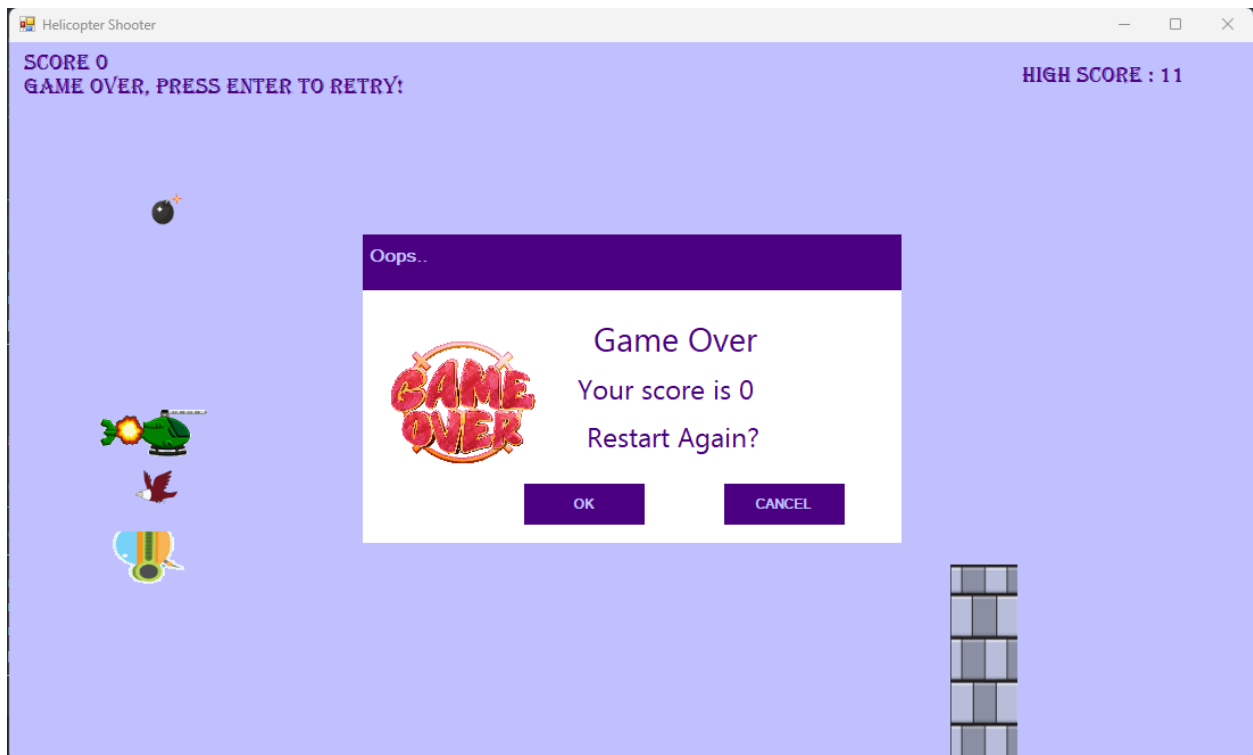 Helicopter Shooter
SCORE 0
GAME OVER, PRESS ENTER TO RETRY!
HIGH SCORE : 11
Oops..
GAME
OVER
Game Over
Your score is 0
Restart Again?
OK
CANCEL